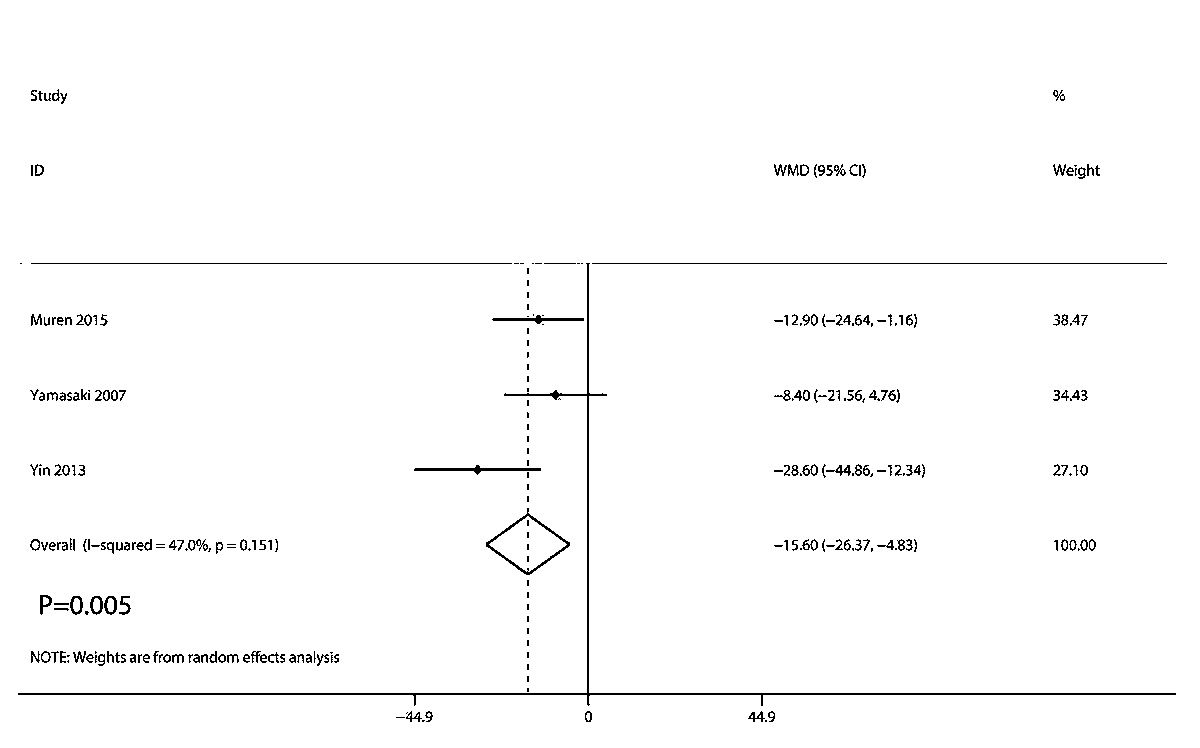 Study %
ID WMD (95% CI) Weight
Muren 2015 −12.90 (−24.64, −1.16) 38.47
Yamasaki 2007 −8.40 (−21.56, 4.76) 34.43
Yin 2013 −28.60 (−44.86, −12.34) 27.10
Overall (I−squared = 47.0%, p = 0.151) −15.60 (−26.37, −4.83) 100.00
P=0.005
NOTE: Weights are from random effects analysis
−44.9 0 44.9